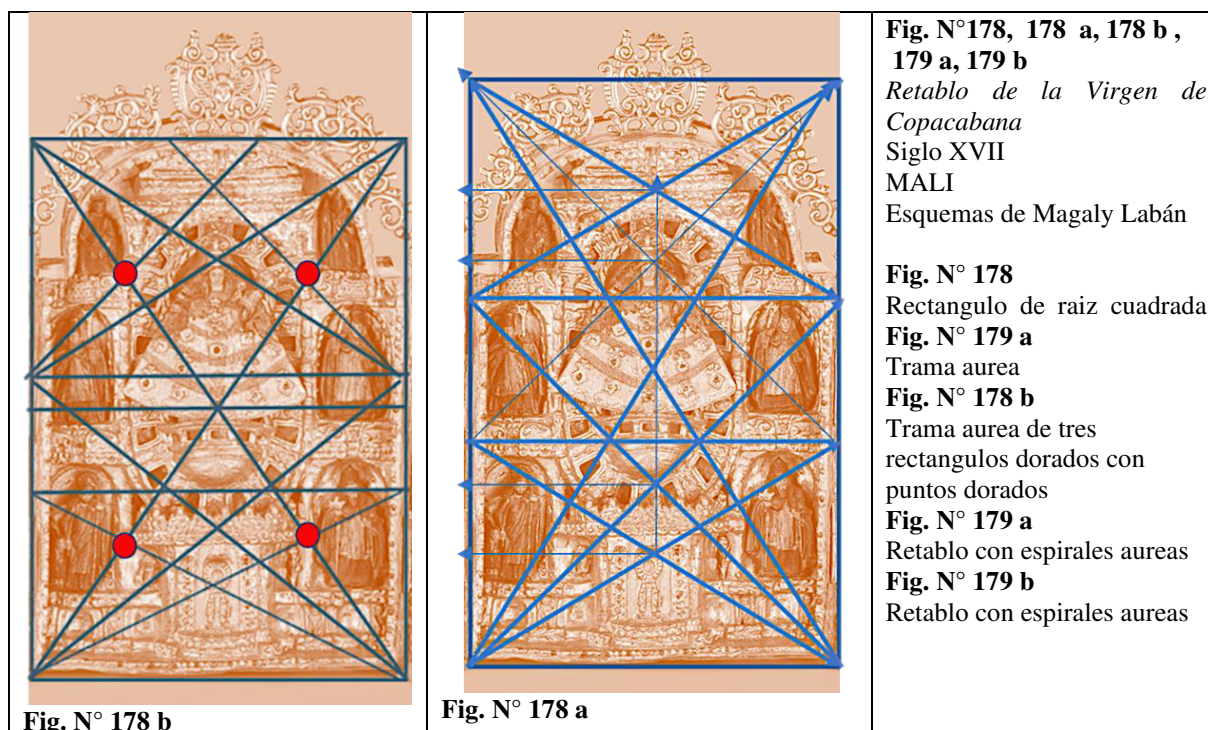 Fig. N° 178 b
Fig. N° 178 a
Fig. N°178, 178 a, 178 b ,
179 a, 179 b
Retablo de la Virgen de
Copacabana
Siglo XVII
MALI
Esquemas de Magaly Labán
Fig. N° 178
Rectangulo de raiz cuadrada
Fig. N° 179 a
Trama aurea
Fig. N° 178 b
Trama aurea de tres
rectangulos dorados con
puntos dorados
Fig. N° 179 a
Retablo con espirales aureas
Fig. N° 179 b
Retablo con espirales aureas